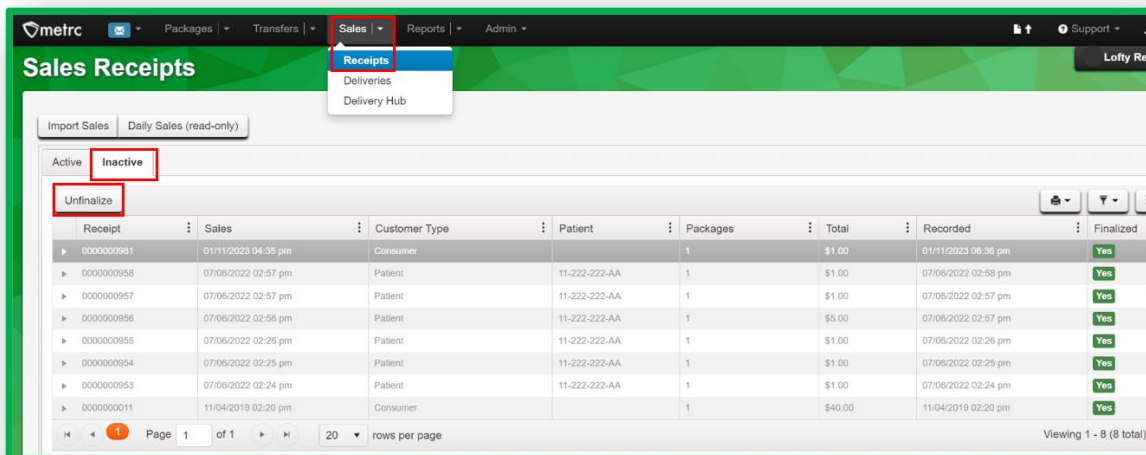 metrc Packages | Transfers | Sales | Reports | Admin Support
Sales Receipts
Lofty Re
Receipts
Deliveries
Delivery Hub
Import Sales Daily Sales (read-only)
Active Inactive
Unfinalize
Receipt Sales Customer Type Patient Packages Total Recorded Finalized
0000000981 01/11/2023 04:35 pm Consumer 1 $1.00 01/11/2023 06:36 pm Yes
0000000958 07/06/2022 02:57 pm Patient 11-222-222-AA 1 $1.00 07/06/2022 02:58 pm Yes
0000000957 07/06/2022 02:57 pm Patient 11-222-222-AA 1 $1.00 07/06/2022 02:57 pm Yes
0000000956 07/06/2022 02:56 pm Patient 11-222-222-AA 1 $5.00 07/06/2022 02:57 pm Yes
0000000955 07/06/2022 02:26 pm Patient 11-222-222-AA 1 $1.00 07/06/2022 02:26 pm Yes
0000000954 07/06/2022 02:25 pm Patient 11-222-222-AA 1 $1.00 07/06/2022 02:25 pm Yes
0000000953 07/06/2022 02:24 pm Patient 11-222-222-AA 1 $1.00 07/06/2022 02:24 pm Yes
0000000011 11/04/2019 02:20 pm Consumer 1 $40.00 11/04/2019 02:20 pm Yes
1 Page 1 of 1 20 rows per page Viewing 1 - 8 (8 total)